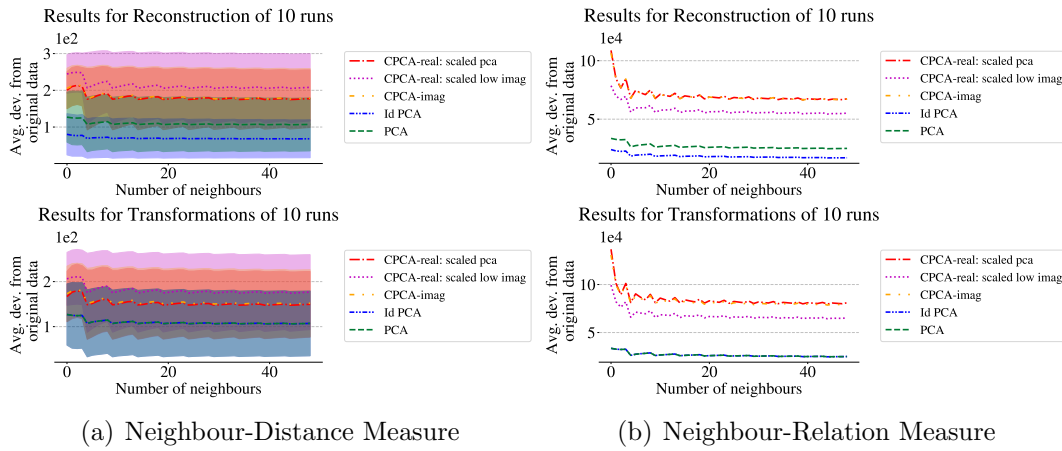 Results for Reconstruction of 10 runs
1e2
Avg. dev. from
original data
3
2
1
0
20
40
Number of neighbours
CPCA-real: scaled pca
CPCA-real: scaled low imag
CPCA-imag
Id PCA
PCA
Results for Reconstruction of 10 runs
1e4
Avg. dev. from
original data
10
5
0
20
40
Number of neighbours
CPCA-real: scaled pca
CPCA-real: scaled low imag
CPCA-imag
Id PCA
PCA
Results for Transformations of 10 runs
1e2
Avg. dev. from
original data
2
1
0
20
40
Number of neighbours
CPCA-real: scaled pca
CPCA-real: scaled low imag
CPCA-imag
Id PCA
PCA
Results for Transformations of 10 runs
1e4
Avg. dev. from
original data
10
5
0
20
40
Number of neighbours
CPCA-real: scaled pca
CPCA-real: scaled low imag
CPCA-imag
Id PCA
PCA
(a) Neighbour-Distance Measure
(b) Neighbour-Relation Measure